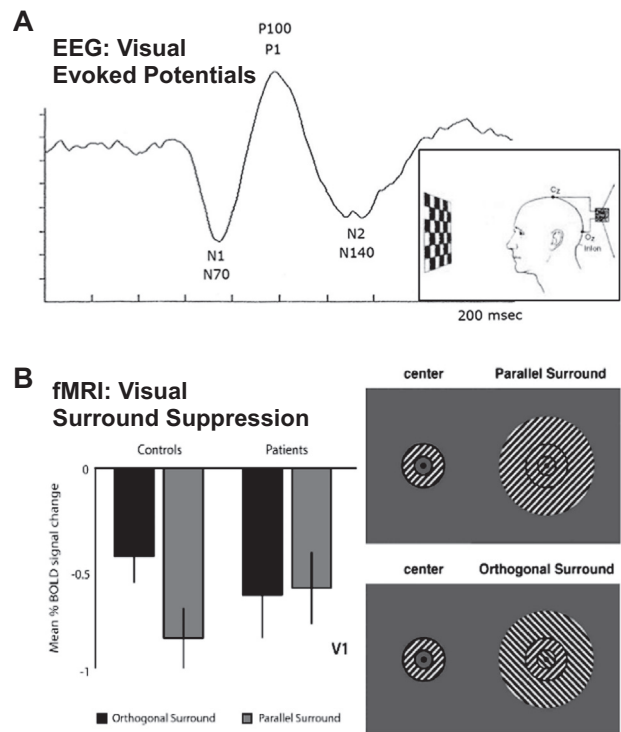 A
EEG: Visual
Evoked Potentials
P100
P1
N1
N70
N2
N140
Cz
Oz
Inion
200 msec
B
fMRI: Visual
Surround Suppression
Controls
Patients
0
-0.5
-1
Mean % BOLD signal change
V1
Orthogonal Surround
Parallel Surround
center
Parallel Surround
center
Orthogonal Surround